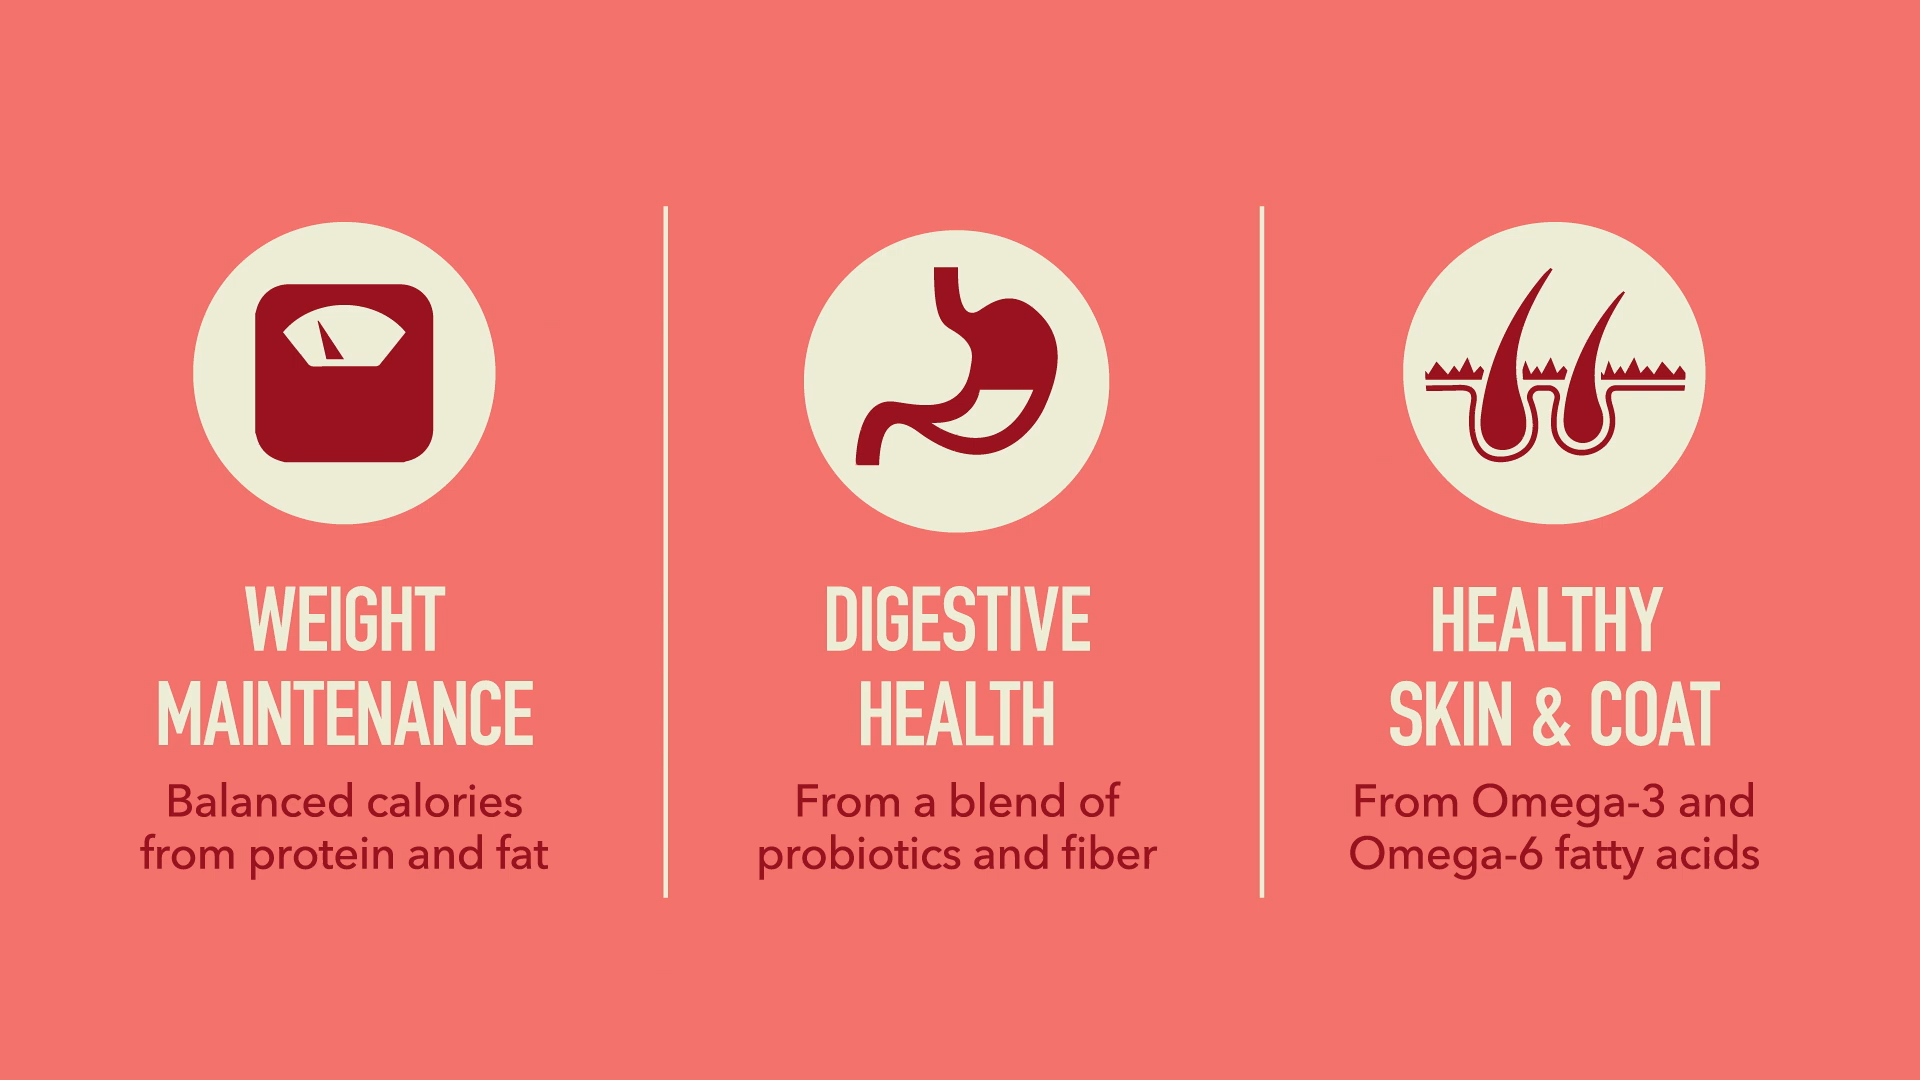 WEIGHT
MAINTENANCE
Balanced calories
from protein and fat
DIGESTIVE
HEALTH
From a blend of
probiotics and fiber
HEALTHY
SKIN & COAT
From Omega-3 and
Omega-6 fatty acids